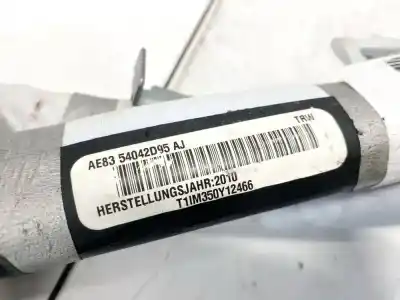 AE83 54042D95 AJ
TRW
HERSTELLUNGSJAHR:2010
T1IM350Y12466